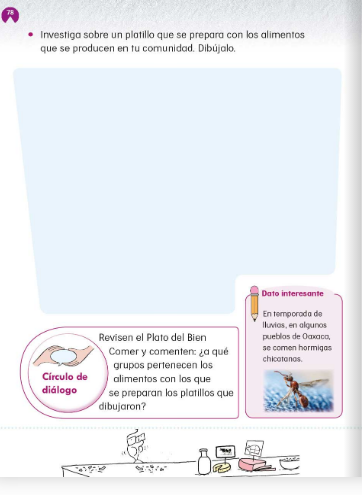 78
Investiga sobre un platillo que se prepara con los alimentos
que se producen en tu comunidad. Dibújalo.
Dato interesante
En temporada de
lluvias, en algunos
pueblos de Oaxaca,
se comen hormigas
chicatanas.
Revisen el Plato del Bien
Comer y comenten: ¿a qué
grupos pertenecen los
alimentos con los que
se preparan los platillos que
dibujaron?
Círculo de
diálogo